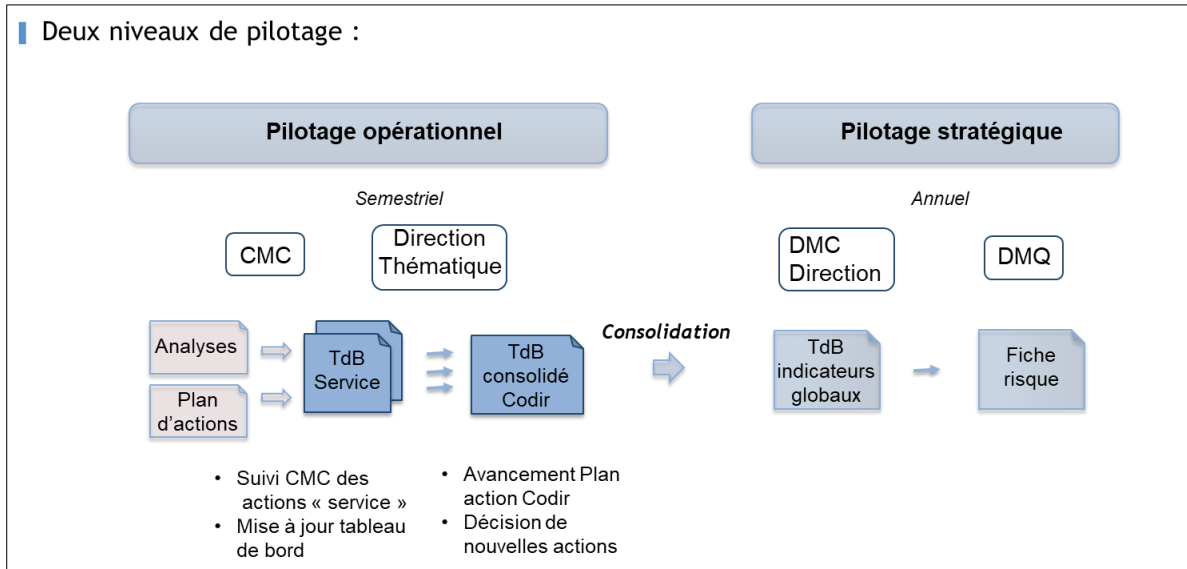 Deux niveaux de pilotage :
Pilotage opérationnel
Pilotage stratégique
Semestriel
Annuel
CMC
Direction
Thématique
DMC
Direction
DMQ
Analyses
Plan
d’actions
TdB
Service
TdB
consolidé
Codir
Consolidation
TdB
indicateurs
globaux
Fiche
risque
• Suivi CMC des
actions « service »
• Mise à jour tableau
de bord
• Avancement Plan
action Codir
• Décision de
nouvelles actions